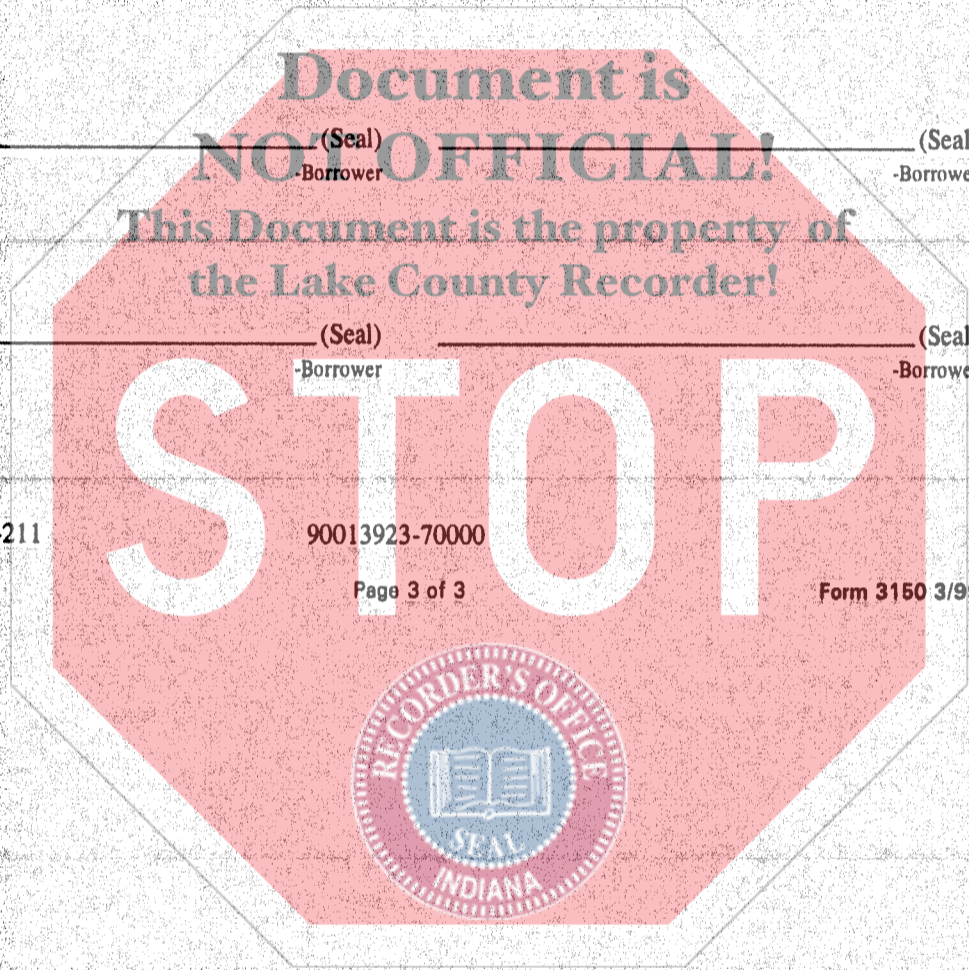 Document is
(Seal) (Seal
NOT OFFICIAL!
-Borrower -Borrowe
This Document is the property of
the Lake County Recorder!
(Seal) (Seal
-Borrower -Borrowe
STOP
-211 90013923-70000
Page 3 of 3 Form 3150 3/9
RECORDER'S OFFICE
SEAL
INDIANA